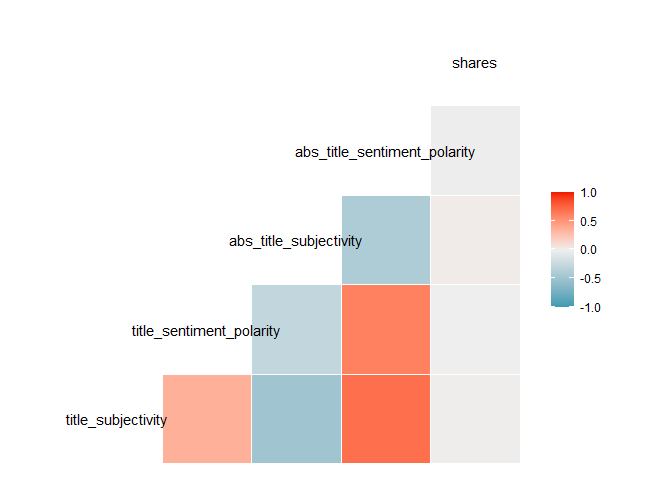 shares
abs_title_sentiment_polarity
abs_title_subjectivity
title_sentiment_polarity
title_subjectivity
1.0
0.5
0.0
-0.5
-1.0